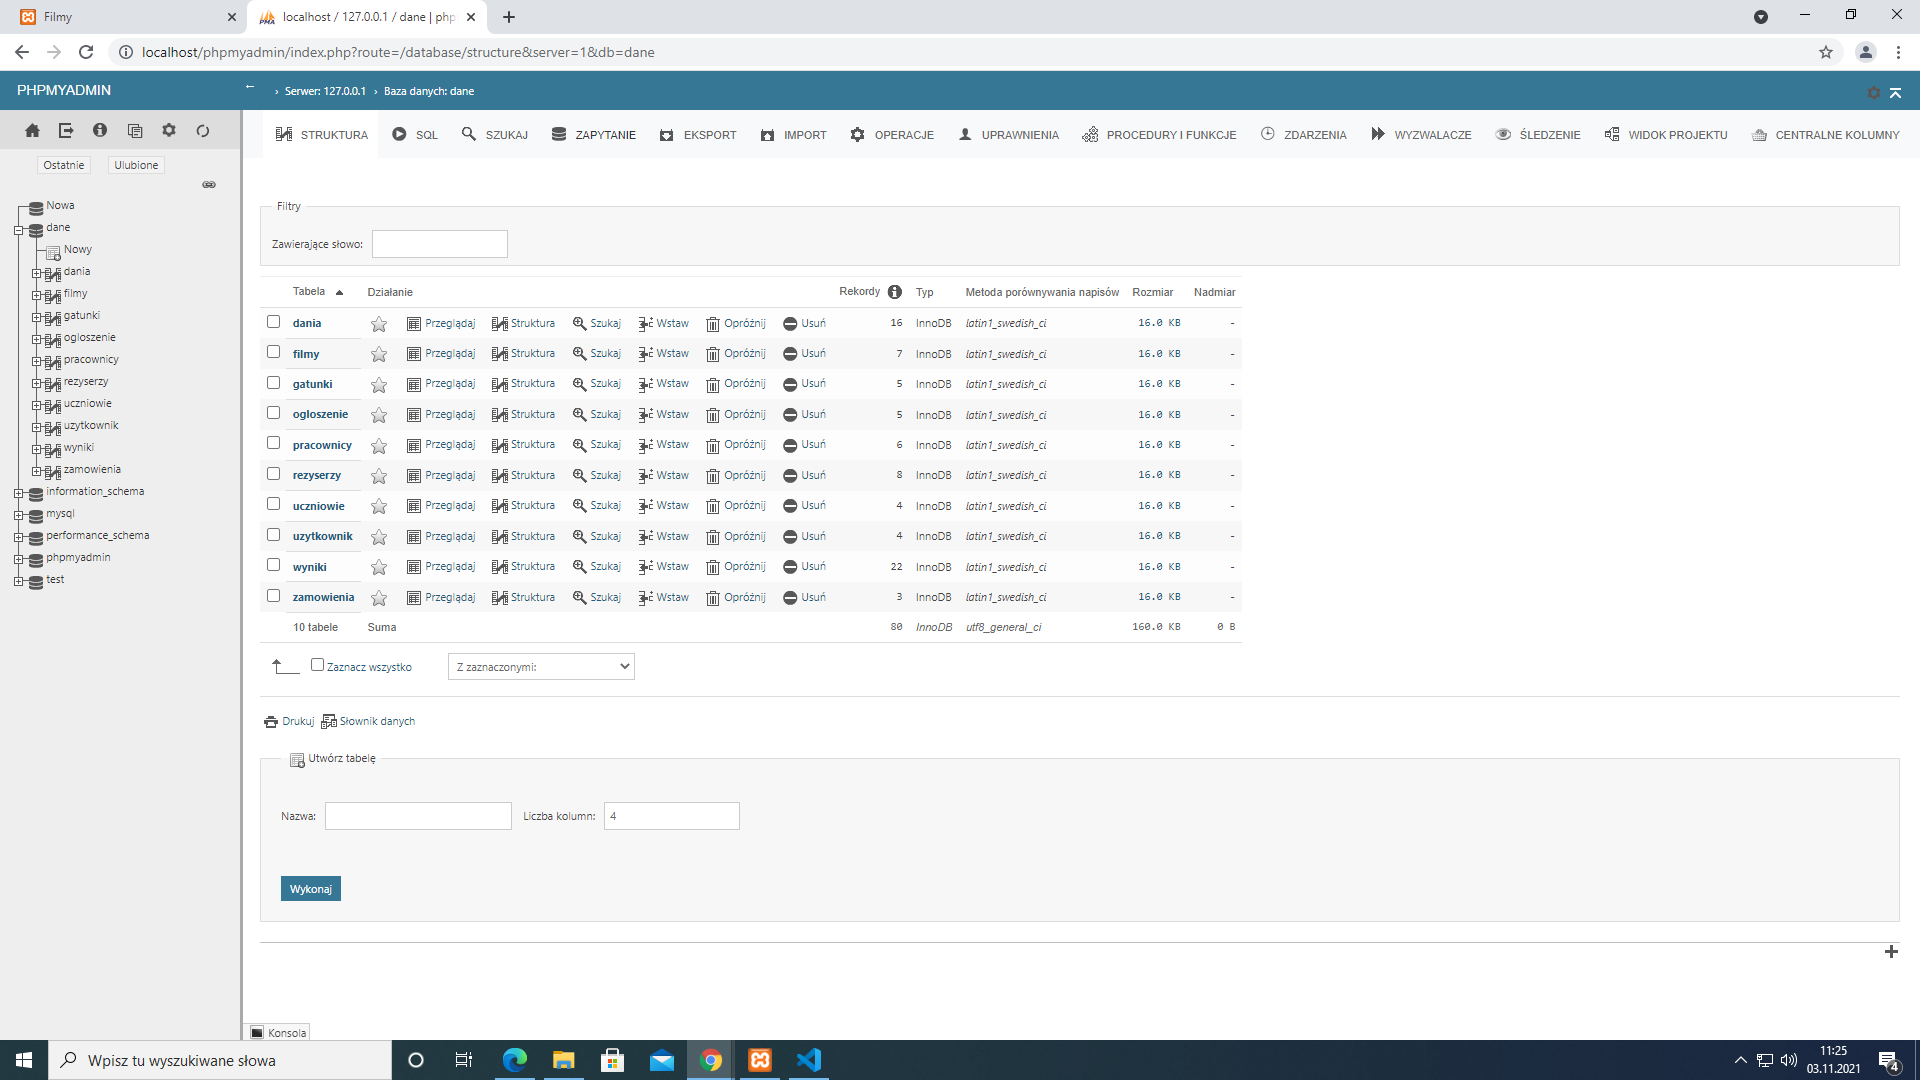 Filmy
localhost / 127.0.0.1 / dane | php
localhost/phpmyadmin/index.php?route=/database/structure&server=1&db=dane
PHPMYADMIN
← › Serwer: 127.0.0.1 › Baza danych: dane
STRUKTURA SQL SZUKAJ ZAPYTANIE EKSPORT IMPORT OPERACJE UPRAWNIENIA PROCEDURY I FUNKCJE ZDARZENIA WYZWALACZE ŚLEDZENIE WIDOK PROJEKTU CENTRALNE KOLUMNY
Ostatnie Ulubione
Nowa
dane
Nowy
dania
filmy
gatunki
ogloszenie
pracownicy
rezyserzy
uczniowie
uzytkownik
wyniki
zamowienia
information_schema
mysql
performance_schema
phpmyadmin
test
Filtry
Zawierające słowo:
Tabela Działanie Rekordy Typ Metoda porównywania napisów Rozmiar Nadmiar
dania Przeglądaj Struktura Szukaj Wstaw Opróżnij Usuń 16 InnoDB latin1_swedish_ci 16.0 KB -
filmy Przeglądaj Struktura Szukaj Wstaw Opróżnij Usuń 7 InnoDB latin1_swedish_ci 16.0 KB -
gatunki Przeglądaj Struktura Szukaj Wstaw Opróżnij Usuń 5 InnoDB latin1_swedish_ci 16.0 KB -
ogloszenie Przeglądaj Struktura Szukaj Wstaw Opróżnij Usuń 5 InnoDB latin1_swedish_ci 16.0 KB -
pracownicy Przeglądaj Struktura Szukaj Wstaw Opróżnij Usuń 6 InnoDB latin1_swedish_ci 16.0 KB -
rezyserzy Przeglądaj Struktura Szukaj Wstaw Opróżnij Usuń 8 InnoDB latin1_swedish_ci 16.0 KB -
uczniowie Przeglądaj Struktura Szukaj Wstaw Opróżnij Usuń 4 InnoDB latin1_swedish_ci 16.0 KB -
uzytkownik Przeglądaj Struktura Szukaj Wstaw Opróżnij Usuń 4 InnoDB latin1_swedish_ci 16.0 KB -
wyniki Przeglądaj Struktura Szukaj Wstaw Opróżnij Usuń 22 InnoDB latin1_swedish_ci 16.0 KB -
zamowienia Przeglądaj Struktura Szukaj Wstaw Opróżnij Usuń 3 InnoDB latin1_swedish_ci 16.0 KB -
10 tabele Suma 80 InnoDB utf8_general_ci 160.0 KB 0 B
Zaznacz wszystko Z zaznaczonymi:
Drukuj Słownik danych
Utwórz tabelę
Nazwa: Liczba kolumn: 4
Wykonaj
Konsola
Wpisz tu wyszukiwane słowa
11:25
03.11.2021
4